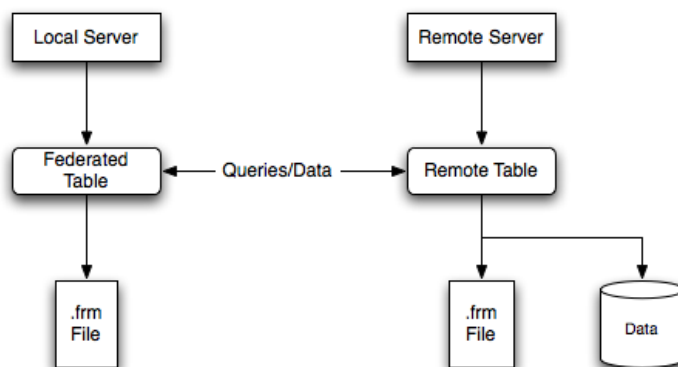 Local Server
Remote Server
Federated
Table
Queries/Data
Remote Table
.frm
File
.frm
File
Data